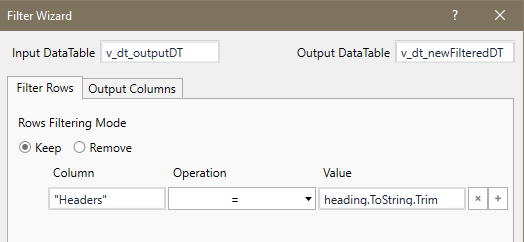 Filter Wizard ? ×
Input DataTable v_dt_outputDT Output DataTable v_dt_newFilteredDT
Filter Rows Output Columns
Rows Filtering Mode
Keep Remove
Column Operation Value
"Headers" = heading.ToString.Trim × +